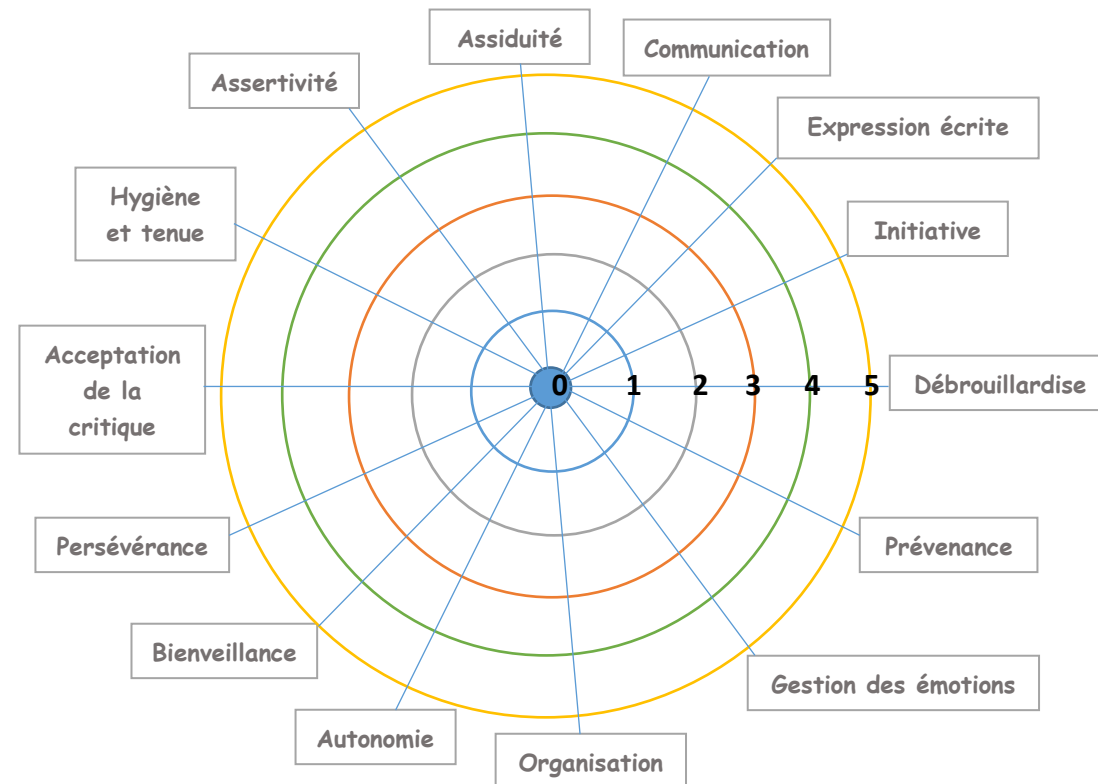 Assiduité
Communication
Assertivité
Expression écrite
Hygiène
et tenue
Initiative
Acceptation
de la
critique
0 1 2 3 4 5
Débrouillardise
Persévérance
Prévenance
Bienveillance
Gestion des émotions
Autonomie
Organisation